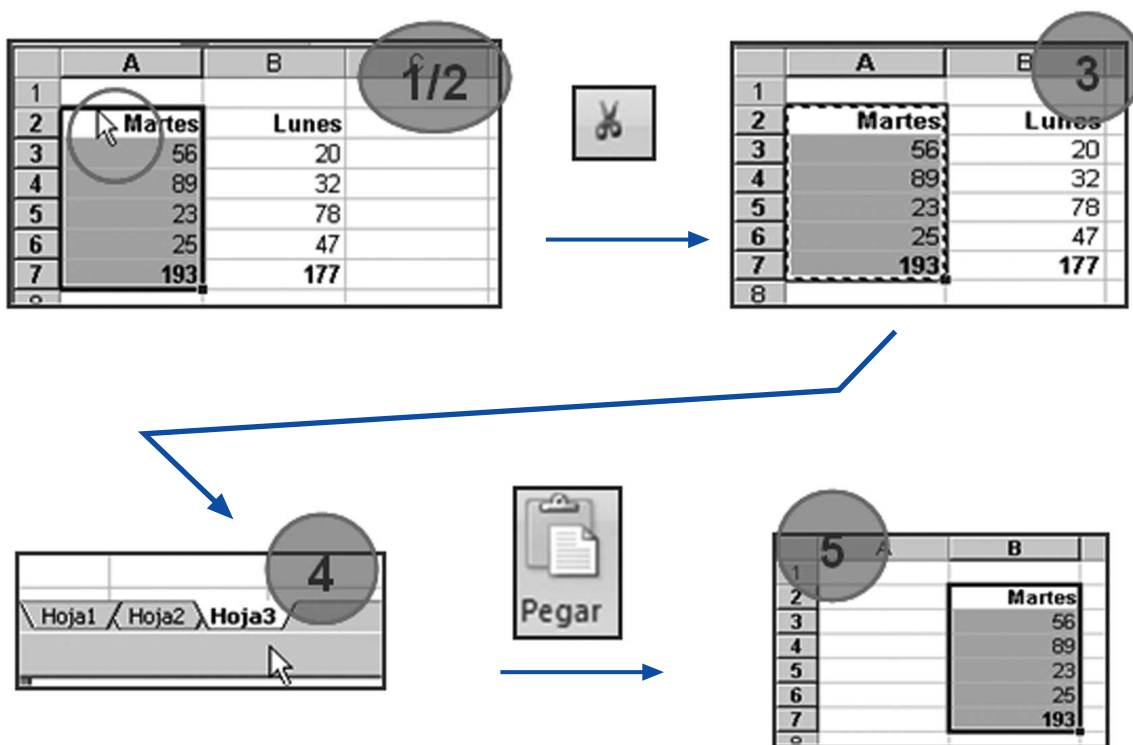 A B C 1/2
1
2 Martes Lunes
3 56 20
4 89 32
5 23 78
6 25 47
7 193 177
8
A B 3
1
2 Martes Lunes
3 56 20
4 89 32
5 23 78
6 25 47
7 193 177
8
4
Hoja1 Hoja2 Hoja3
Pegar
5 A B
1
2 Martes
3 56
4 89
5 23
6 25
7 193
8